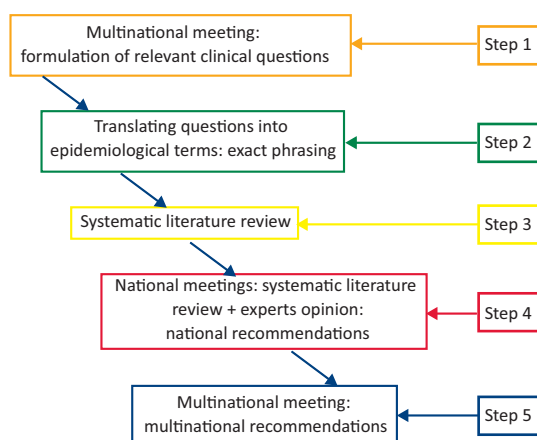 Multinational meeting:
formulation of relevant clinical questions
Step 1
Translating questions into
epidemiological terms: exact phrasing
Step 2
Systematic literature review
Step 3
National meetings: systematic literature
review + experts opinion:
national recommendations
Step 4
Multinational meeting:
multinational recommendations
Step 5